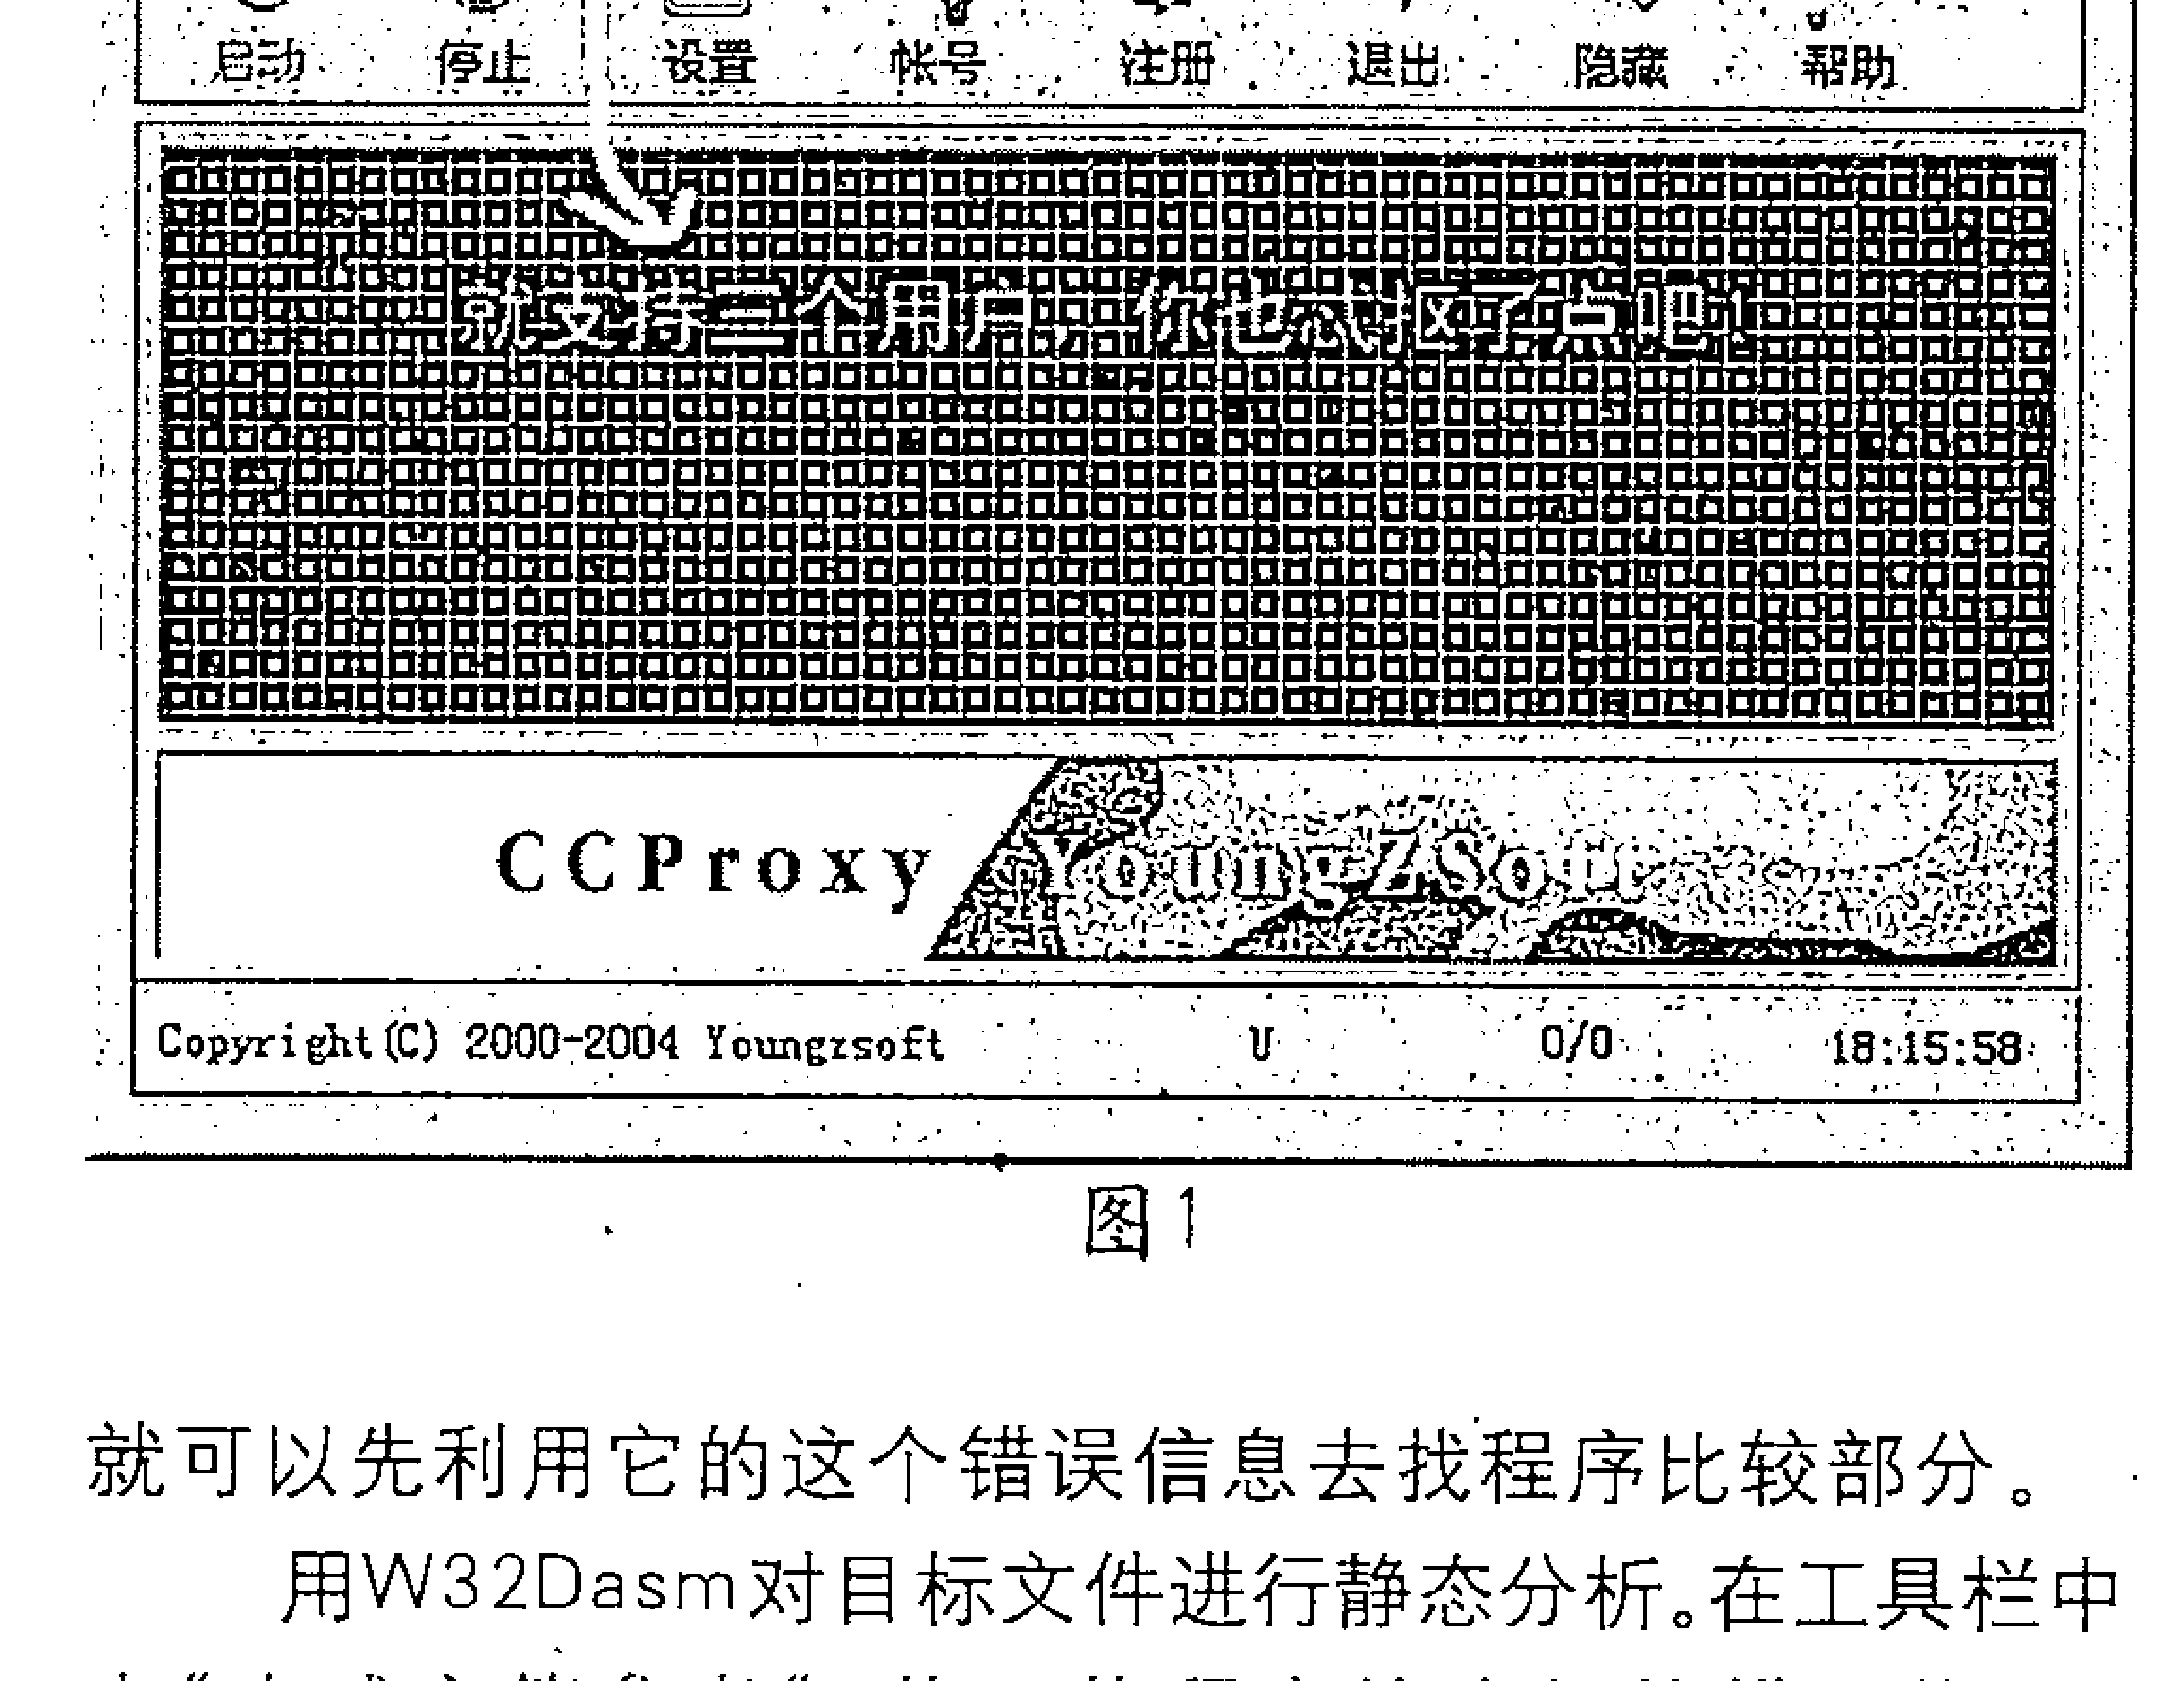 启动 停止 设置 帐号 注册 退出 隐藏 帮助
就支持三个用户，你也忒抠了点吧！
CCProxy YoungZSoft
Copyright(C) 2000-2004 Youngzsoft U 0/0 18:15:58
图1
就可以先利用它的这个错误信息去找程序比较部分。
用W32Dasm对目标文件进行静态分析。在工具栏中